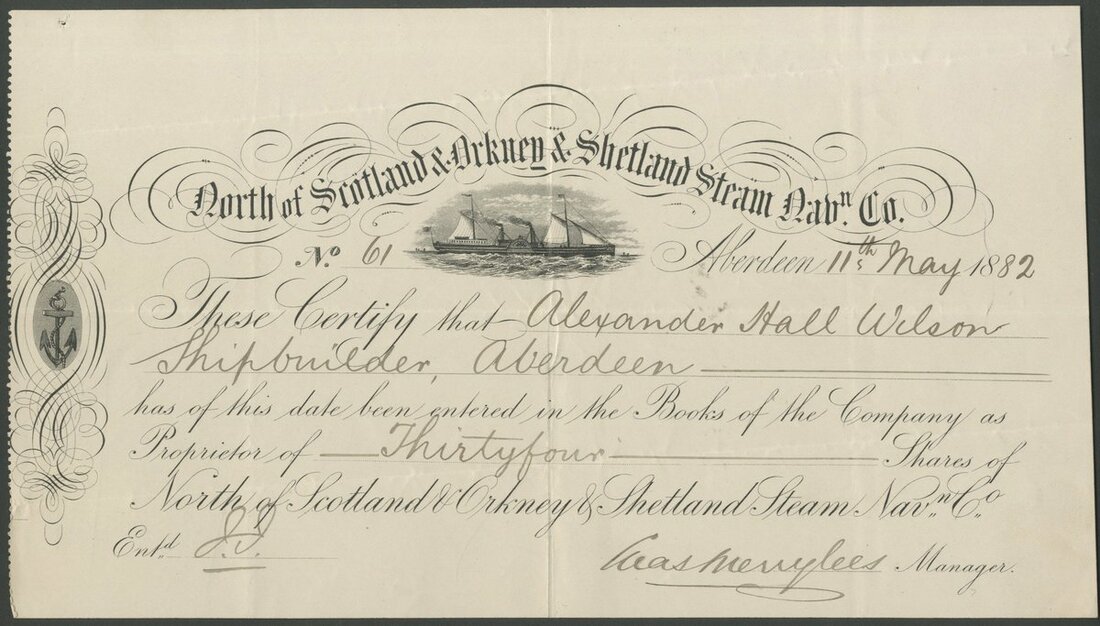 North of Scotland & Orkney & Shetland Steam Navn. Co.
No. 61 Aberdeen 11th May 1882
These Certify that Alexander Hall Wilson
Shipbuilder, Aberdeen
has of this date been entered in the Books of the Company as
Proprietor of Thirtyfour Shares of
North of Scotland & Orkney & Shetland Steam Navn. Co.
Entd.
Merrylees Manager.